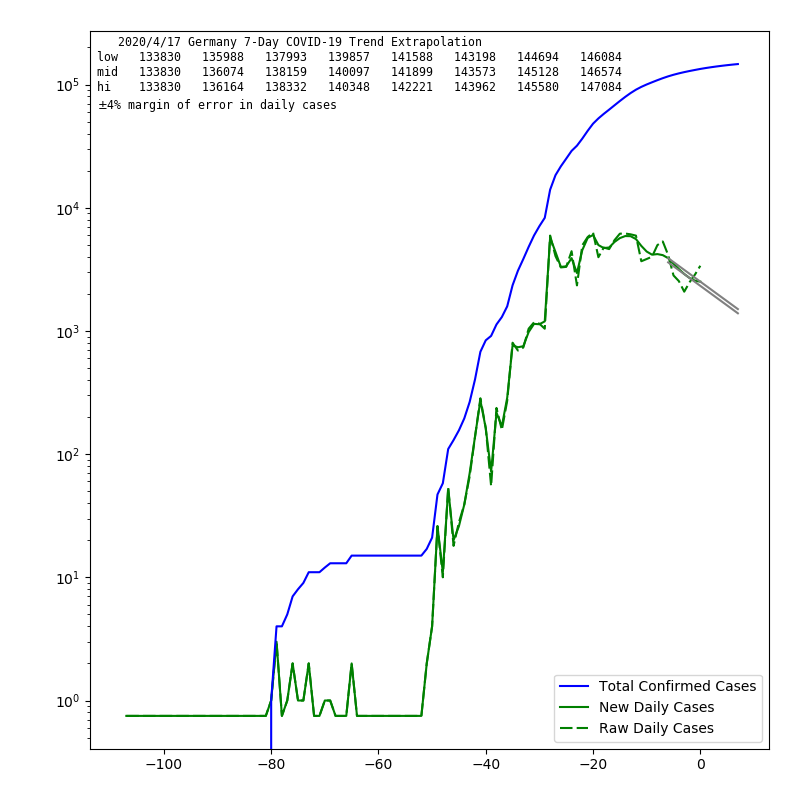 2020/4/17 Germany 7-Day COVID-19 Trend Extrapolation
low 133830 135988 137993 139857 141588 143198 144694 146084
mid 133830 136074 138159 140097 141899 143573 145128 146574
hi 133830 136164 138332 140348 142221 143962 145580 147084
±4% margin of error in daily cases
10⁵
10⁴
10³
10²
10¹
10⁰
Total Confirmed Cases
New Daily Cases
Raw Daily Cases
−100 −80 −60 −40 −20 0